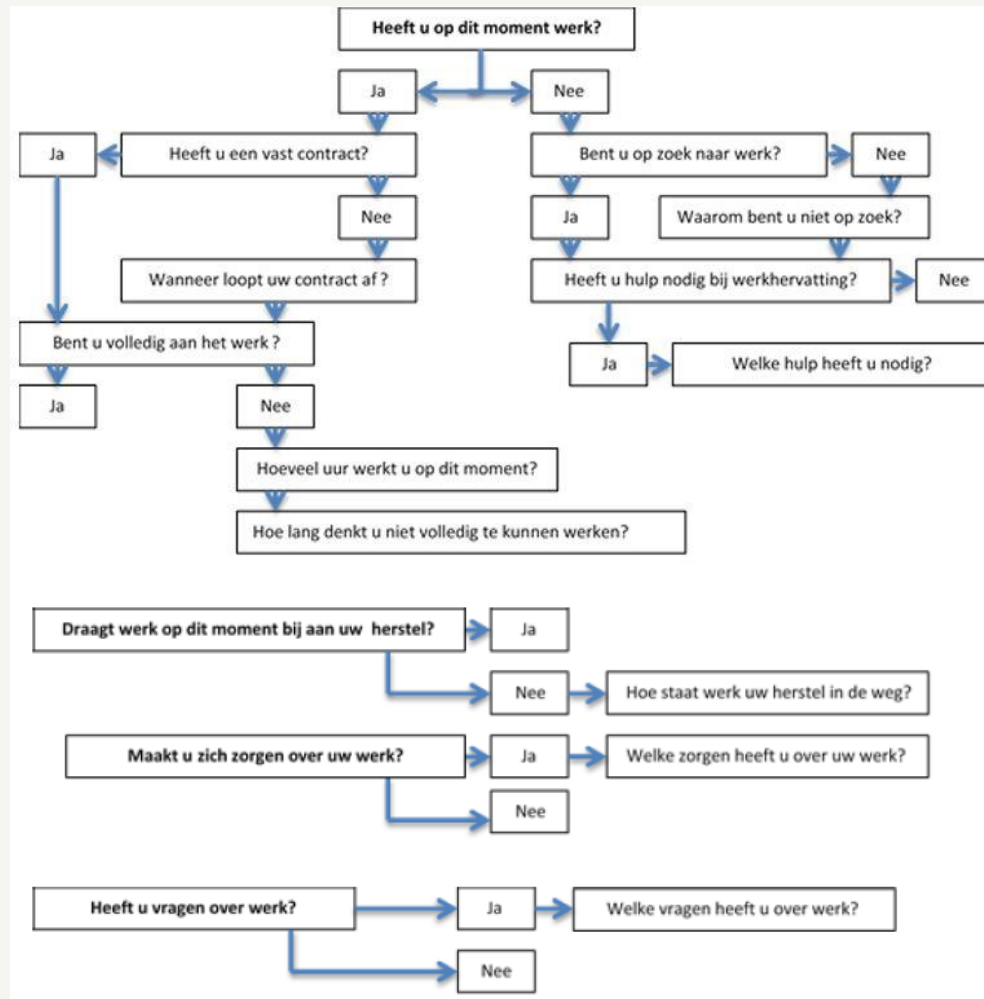 Heeft u op dit moment werk?
Ja
Nee
Ja
Heeft u een vast contract?
Bent u op zoek naar werk?
Nee
Nee
Ja
Waarom bent u niet op zoek?
Wanneer loopt uw contract af ?
Heeft u hulp nodig bij werkhervatting?
Nee
Bent u volledig aan het werk ?
Ja
Welke hulp heeft u nodig?
Ja
Nee
Hoeveel uur werkt u op dit moment?
Hoe lang denkt u niet volledig te kunnen werken?
Draagt werk op dit moment bij aan uw herstel?
Ja
Nee
Hoe staat werk uw herstel in de weg?
Maakt u zich zorgen over uw werk?
Ja
Welke zorgen heeft u over uw werk?
Nee
Heeft u vragen over werk?
Ja
Welke vragen heeft u over werk?
Nee